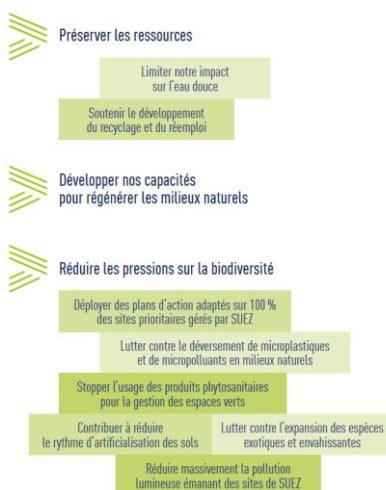 Préserver les ressources
Limiter notre impact
sur l'eau douce
Soutenir le développement
du recyclage et du réemploi
Développer nos capacités
pour régénérer les milieux naturels
Réduire les pressions sur la biodiversité
Déployer des plans d'action adaptés sur 100 %
des sites prioritaires gérés par SUEZ
Lutter contre le déversement de microplastiques
et de micropolluants en milieux naturels
Stopper l'usage des produits phytosanitaires
pour la gestion des espaces verts
Contribuer à réduire
le rythme d'artificialisation des sols
Lutter contre l'expansion des espèces
exotiques et envahissantes
Réduire massivement la pollution
lumineuse émanant des sites de SUEZ